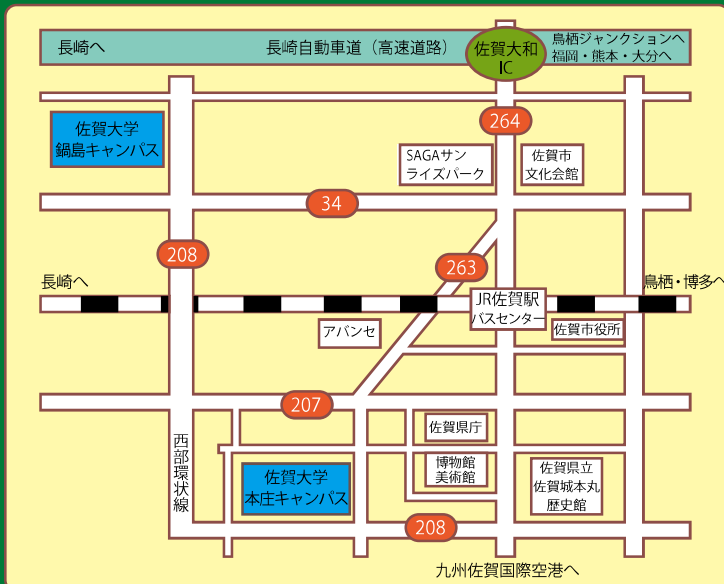 長崎へ
長崎自動車道（高速道路）
佐賀大和
IC
鳥栖ジャンクションへ
福岡・熊本・大分へ
佐賀大学
鍋島キャンパス
264
SAGAサン
ライズパーク
佐賀市
文化会館
34
208
263
長崎へ
鳥栖・博多へ
JR佐賀駅
バスセンター
アバンセ
佐賀市役所
207
佐賀県庁
西部環状線
博物館
美術館
佐賀大学
本庄キャンパス
佐賀県立
佐賀城本丸
歴史館
208
九州佐賀国際空港へ